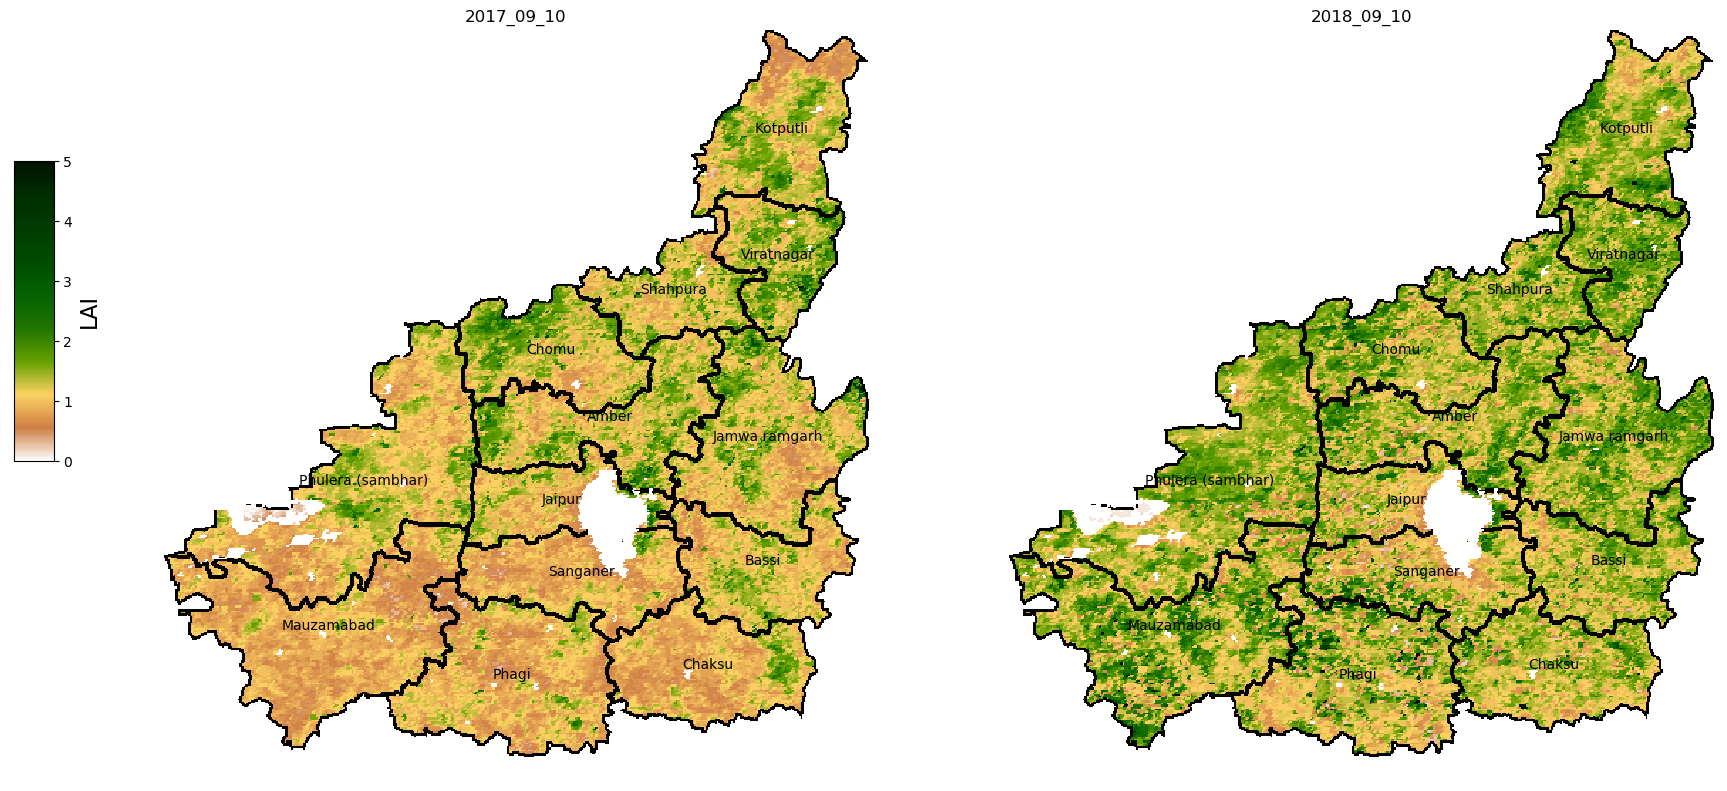 2017_09_10
2018_09_10
5
4
3
2
1
0
LAI
Kotputli
Viratnagar
Shahpura
Chomu
Amber
Jamwa ramgarh
Phulera (sambhar)
Jaipur
Bassi
Sanganer
Mauzamabad
Chaksu
Phagi
Kotputli
Viratnagar
Shahpura
Chomu
Amber
Jamwa ramgarh
Phulera (sambhar)
Jaipur
Bassi
Sanganer
Mauzamabad
Chaksu
Phagi